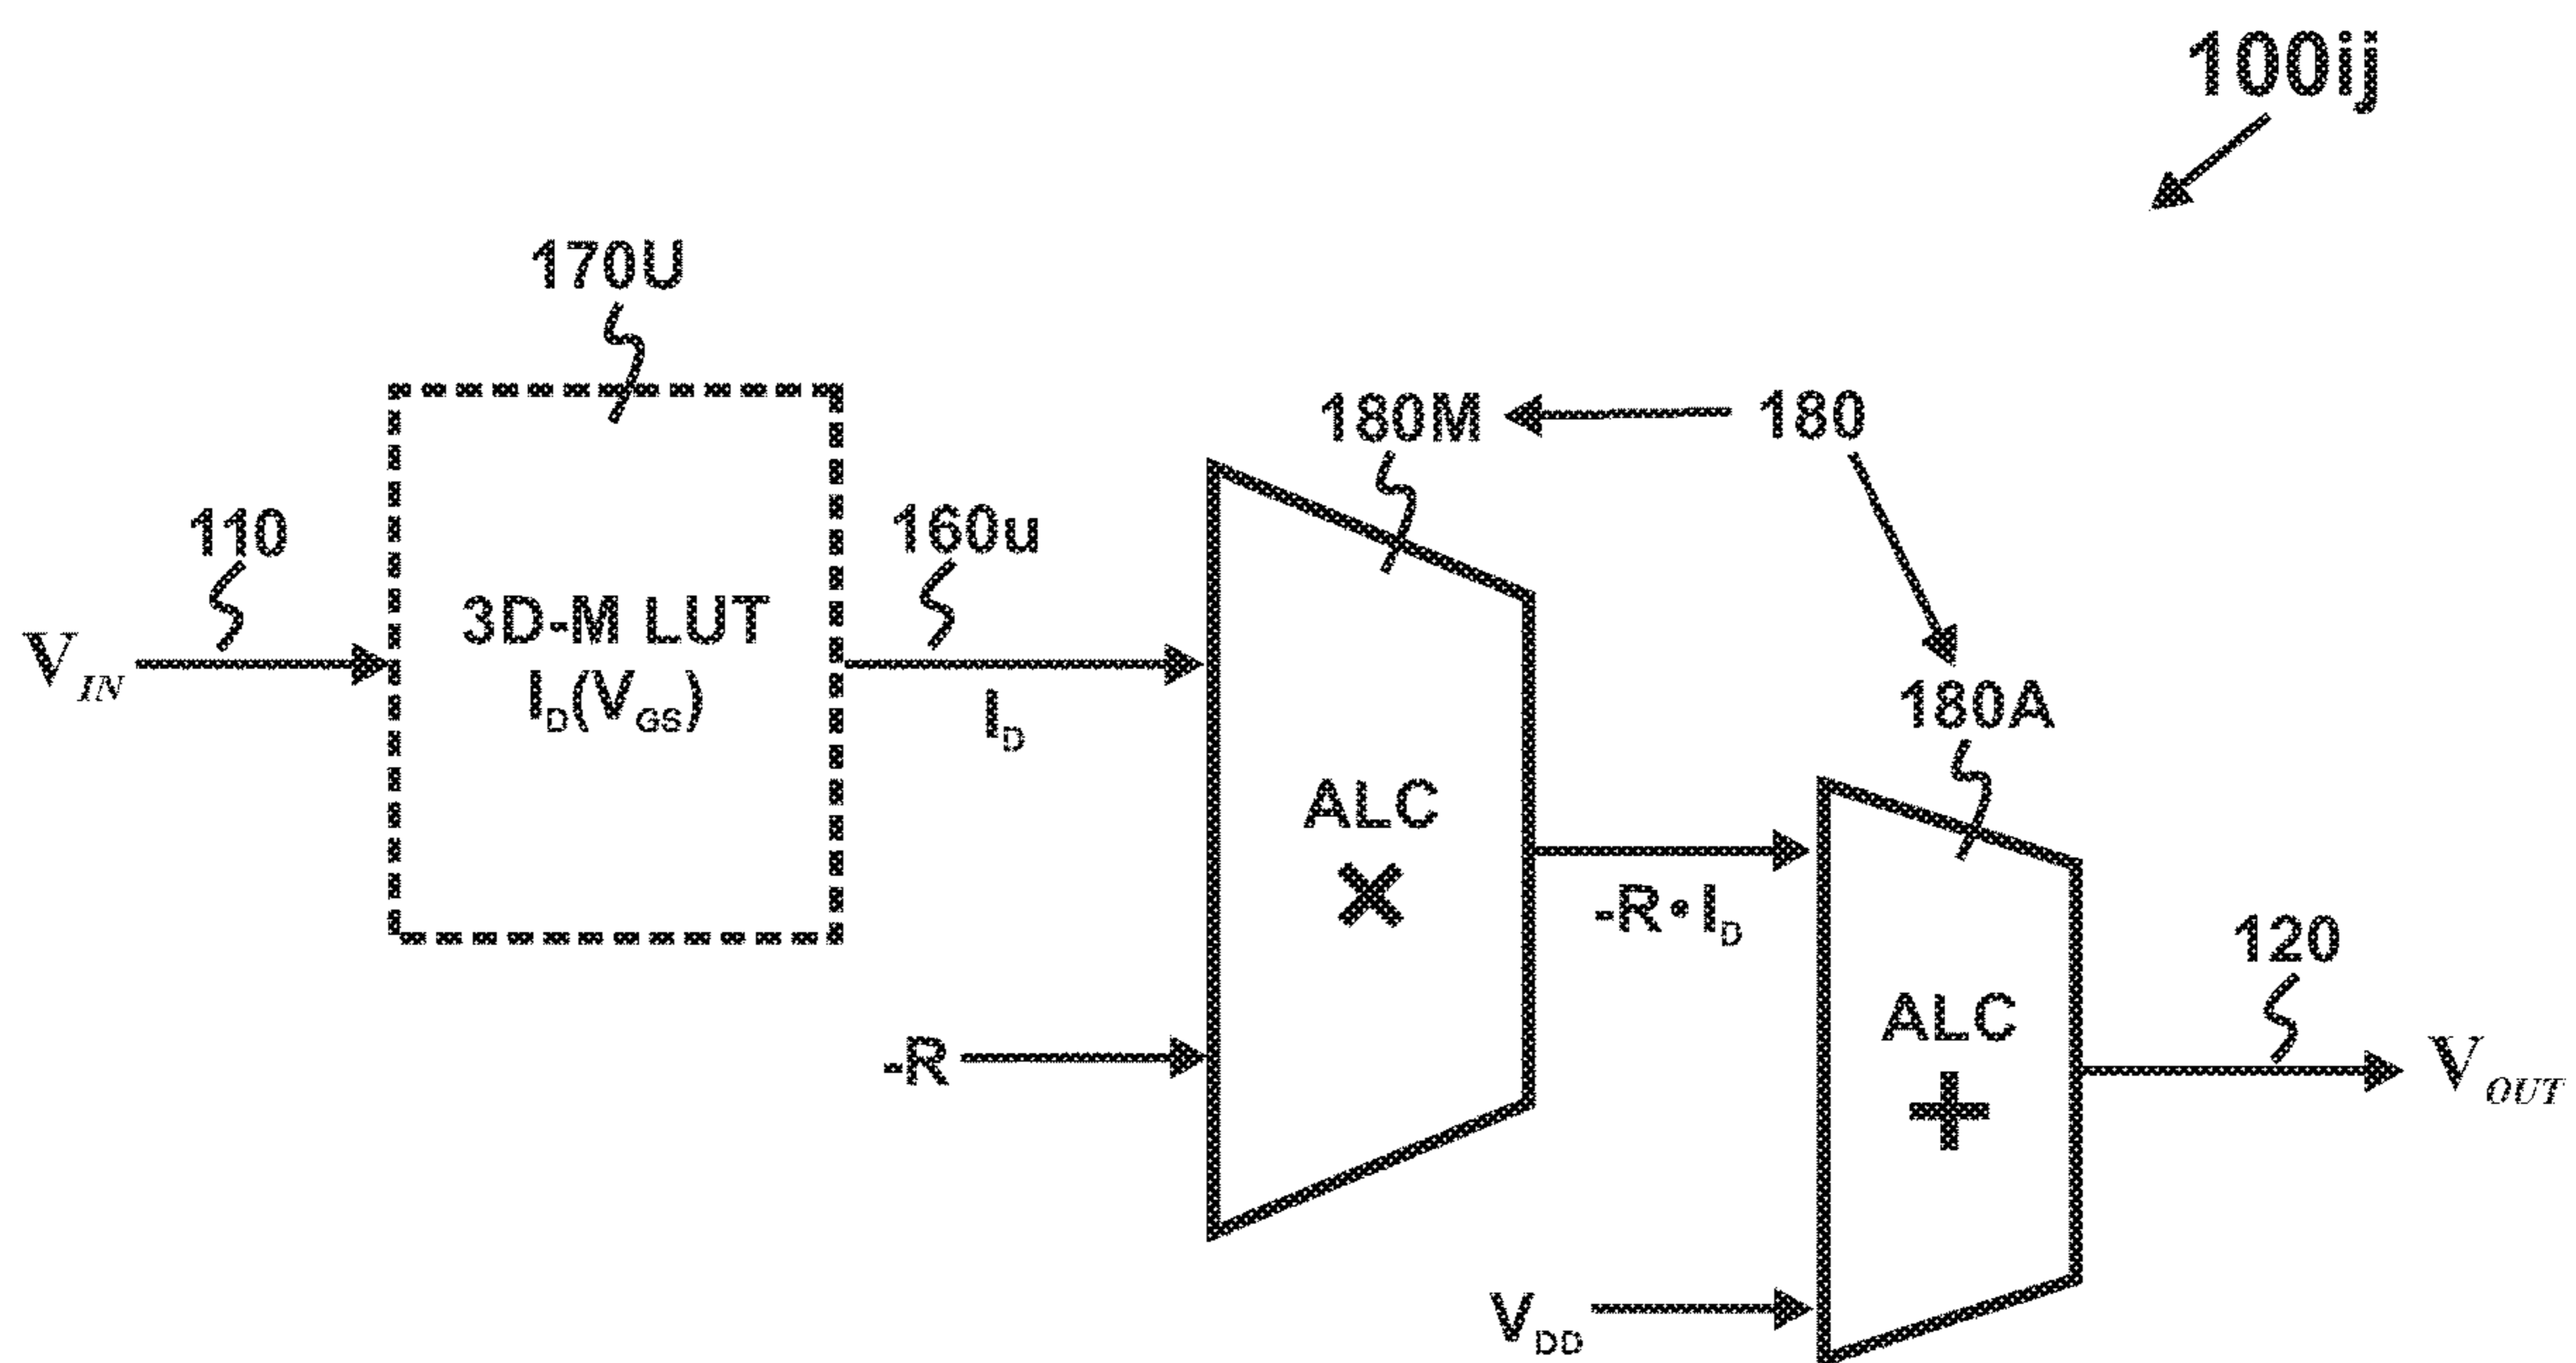 100ij
170U
180M
180
110
160u
3D-M LUT
I_D(V_GS)
V_IN
I_D
180A
ALC
×
-R•I_D
120
-R
ALC
+
V_OUT
V_DD